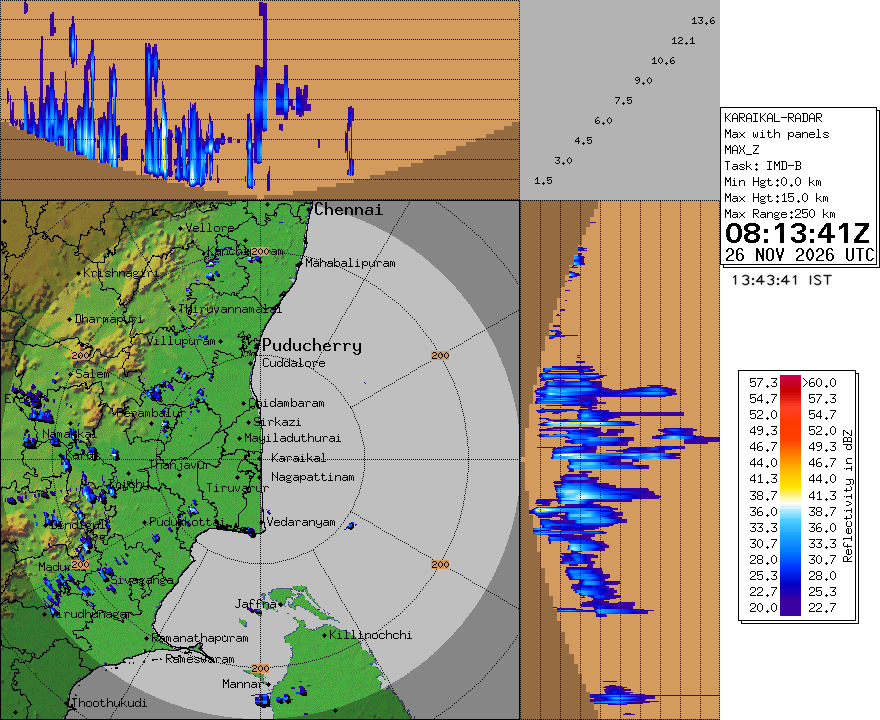 13.6
12.1
10.6
9.0
7.5
6.0
4.5
3.0
1.5
KARAIKAL-RADAR
Max with panels
MAX_Z
Task: IMD-B
Min Hgt:0.0 km
Max Hgt:15.0 km
Max Range:250 km
08:13:41Z
26 NOV 2026 UTC
13:43:41 IST
Chennai
Vellore
200
Mahabalipuram
Krishnagiri
Thiruvannamalai
Dharmapuri
Villupuram
Puducherry
200
200
Cuddalore
Salem
Chidambaram
Perambalur
Sirkazi
Namakkal
Mayiladuthurai
Karaikal
Thanjavur
Nagapattinam
Tiruvarur
Pudukkottai
Vedaranyam
200
200
Sivaganga
Jaffna
Virudhunagar
Killinochchi
Ramanathapuram
Rameswaram
200
Mannar
Thoothukudi
57.3 >60.0
54.7 57.3
52.0 54.7
49.3 52.0
46.7 49.3
44.0 46.7
41.3 44.0
38.7 41.3
36.0 38.7
33.3 36.0
30.7 33.3
28.0 30.7
25.3 28.0
22.7 25.3
20.0 22.7
Reflectivity in dBZ